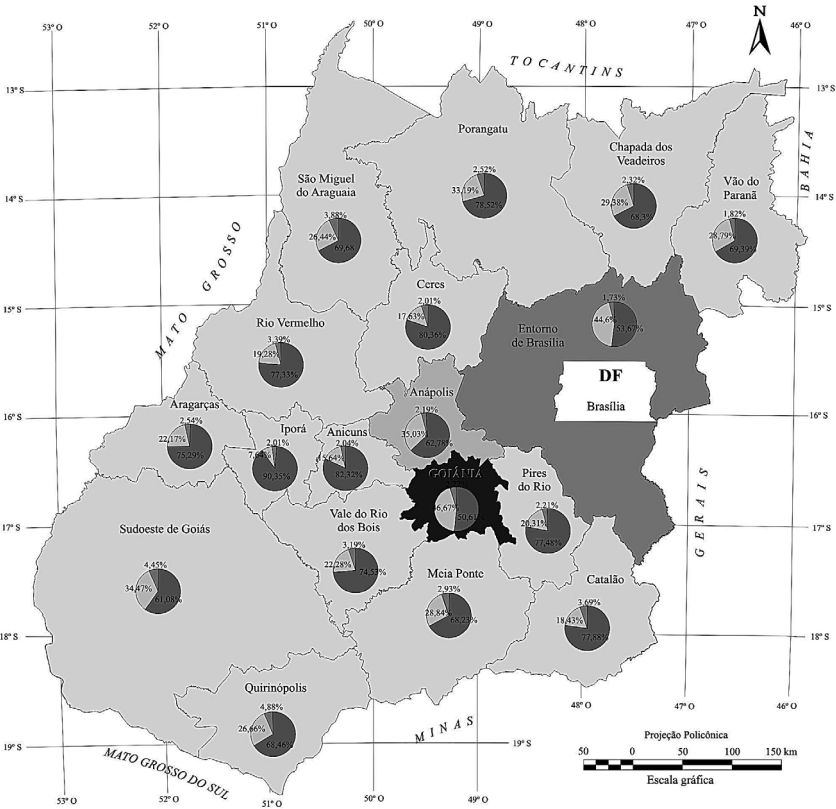 53° O
52° O
51° O
50° O
49° O
48° O
47° O
46° O
N
TOCANTINS
13° S
13° S
Porangatu
2,52%
33,19%
78,52%
Chapada dos
Veadeiros
2,32%
29,38%
68,3%
BAHIA
São Miguel
do Araguaia
3,88%
26,44%
69,68
Vão do
Paranã
1,82%
28,79%
69,39%
14° S
14° S
MATO GROSSO
Ceres
2,01%
17,63%
80,36%
1,73%
44,6%
53,67%
Entorno
de Brasília
15° S
15° S
Rio Vermelho
3,39%
19,28%
77,33%
DF
Brasília
Anápolis
2,19%
35,03%
62,78%
16° S
16° S
Aragarças
2,54%
22,17%
75,29%
Iporá
2,01%
7,64%
90,35%
Anicuns
2,04%
15,64%
82,32%
GOIÂNIA
50,61
Pires
do Rio
2,21%
20,31%
77,48%
GERAIS
17° S
17° S
Sudoeste de Goiás
4,45%
34,47%
61,08%
Vale do Rio
dos Bois
3,19%
22,28%
74,53%
Meia Ponte
2,93%
28,84%
68,23%
Catalão
3,69%
18,43%
77,88%
18° S
18° S
Quirinópolis
4,88%
26,66%
68,46%
48° O
47° O
46° O
MINAS
19° S
19° S
MATO GROSSO DO SUL
Projeção Policônica
50 0 50 100 150 km
Escala gráfica
53° O
52° O
51° O
50° O
49° O